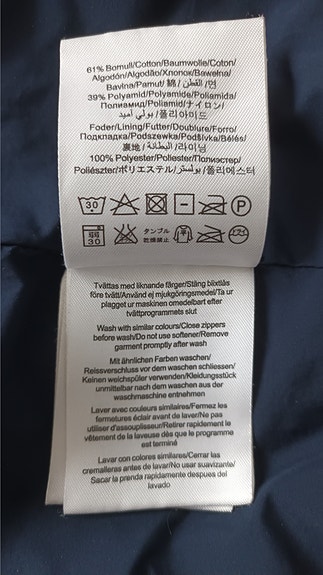 61% Bomull/Cotton/Baumwolle/Coton/
Algodón/Algodão/Хлопок/Bawełna/
Bavlna/Pamut/ 綿/ القطن /면
39% Polyamid/Polyamide/Poliamida/
Полиамид/Poliamid/ナイロン/
بولي أميد /폴리아미드
Foder/Lining/Futter/Doublure/Forro/
Подкладка/Podszewka/Podšívka/Bélés/
裏地/ البطانة /라이닝
100% Polyester/Poliester/Полиэстер/
Poliészter/ポリエステル/ بولستر /폴리에스터
30 P
30 タンブル
乾燥禁止
Tvättas med liknande färger/Stäng blixtlås
före tvätt/Använd ej mjukgöringsmedel/Ta ur
plagget ur maskinen omedelbart efter
tvättprogrammets slut
Wash with similar colours/Close zippers
before wash/Do not use softener/Remove
garment promptly after wash
Mit ähnlichen Farben waschen/
Reissverschluss vor dem waschen schliessen/
Keinen weichspüler verwenden/Kleidungsstück
unmittelbar nach dem waschen aus der
waschmaschine entnehmen
Laver avec couleurs similaires/Fermez les
fermetures éclair avant de laver/Ne pas
utiliser d'assouplisseur/Retirer rapidement le
vêtement de la laveuse dès que le programme
est terminé
Lavar con colores similares/Cerrar las
cremalleras antes de lavar/No usar suavizante/
Sacar la prenda rapidamente despues del
lavado